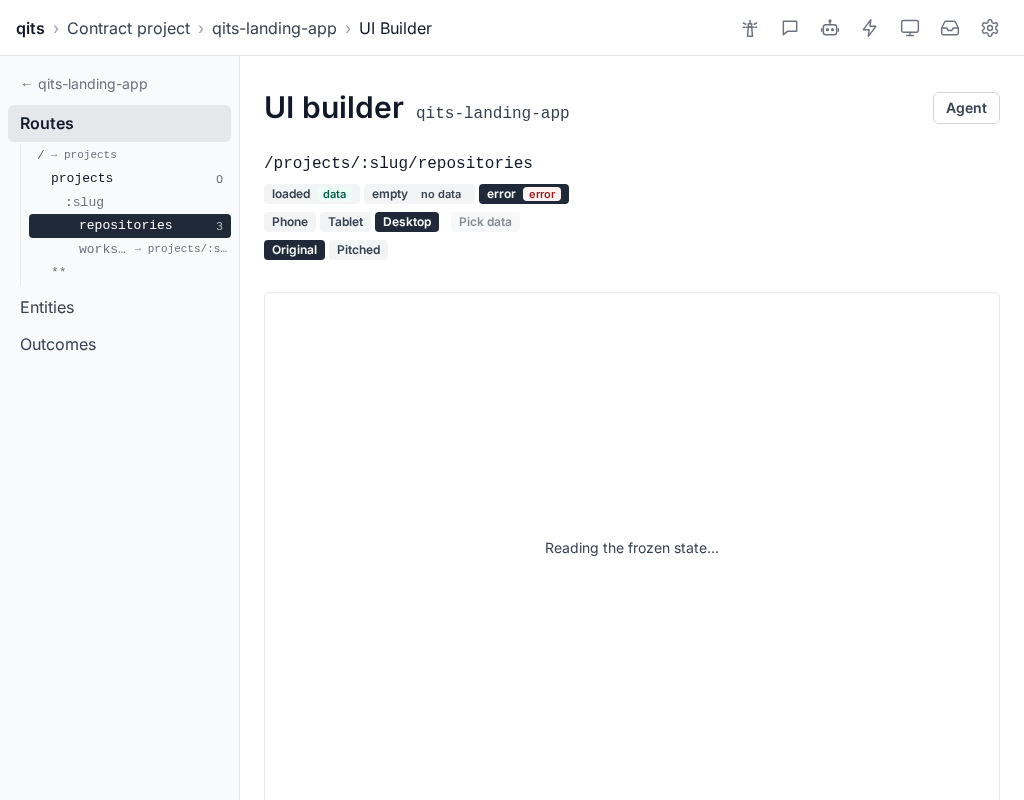 qits › Contract project › qits-landing-app › UI Builder
← qits-landing-app
Routes
/ → projects
projects 0
:slug
repositories 3
works… → projects/:s…
**
Entities
Outcomes
UI builder qits-landing-app
Agent
/projects/:slug/repositories
loaded data empty no data error error
Phone Tablet Desktop Pick data
Original Pitched
Reading the frozen state…